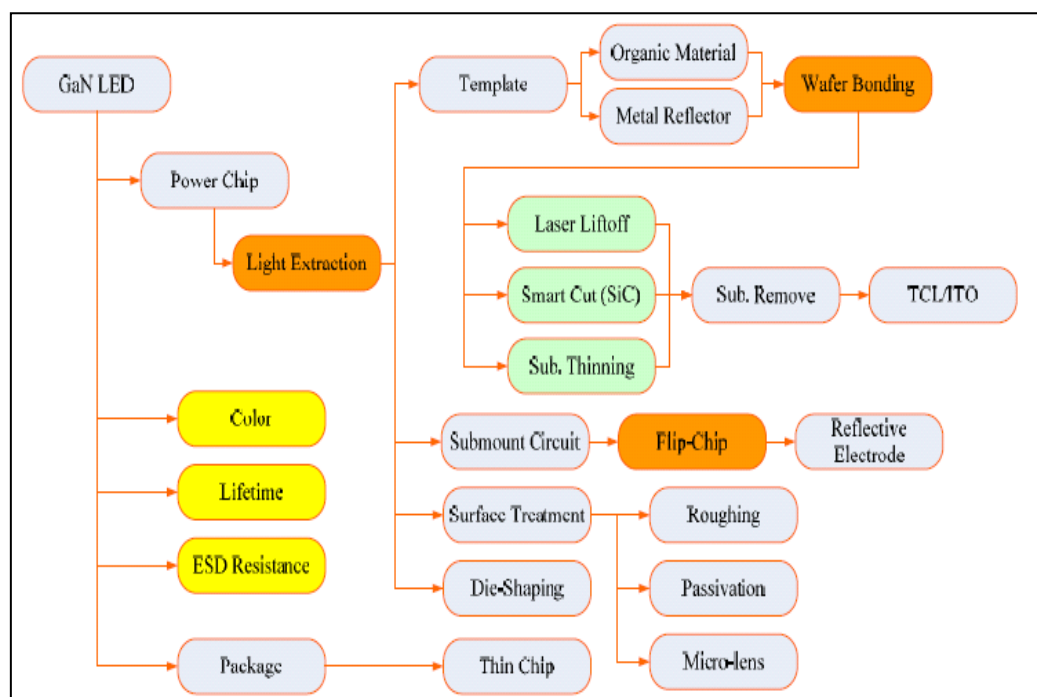 GaN LED
Template
Organic Material
Metal Reflector
Wafer Bonding
Power Chip
Light Extraction
Laser Liftoff
Smart Cut (SiC)
Sub. Thinning
Sub. Remove
TCL/ITO
Color
Lifetime
ESD Resistance
Submount Circuit
Flip-Chip
Reflective
Electrode
Surface Treatment
Roughing
Passivation
Micro-lens
Die-Shaping
Package
Thin Chip